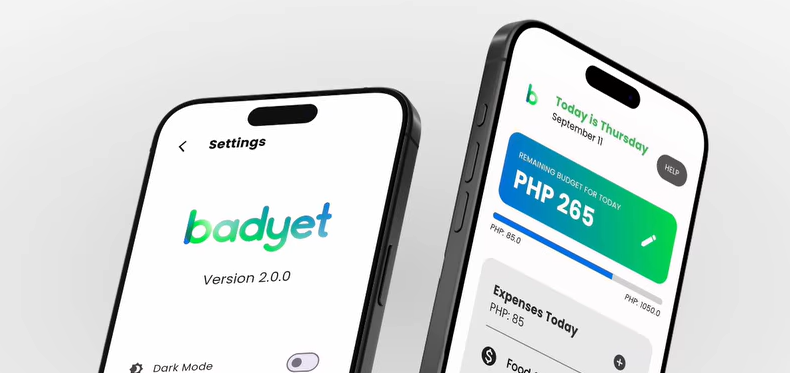 Settings
badyet
Version 2.0.0
Dark Mode
b
Today is Thursday
September 11
HELP
REMAINING BUDGET FOR TODAY
PHP 265
PHP: 85.0
PHP: 1050.0
Expenses Today
PHP: 85
Food